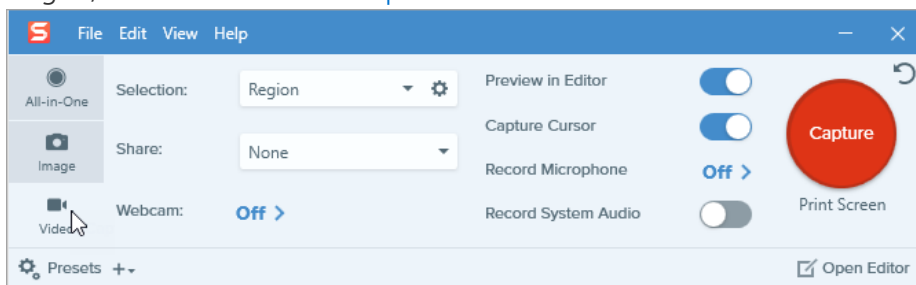 File Edit View Help
All-in-One
Image
Video
Selection: Region
Share: None
Webcam: Off >
Preview in Editor
Capture Cursor
Record Microphone Off >
Record System Audio
Capture
Print Screen
Presets
Open Editor